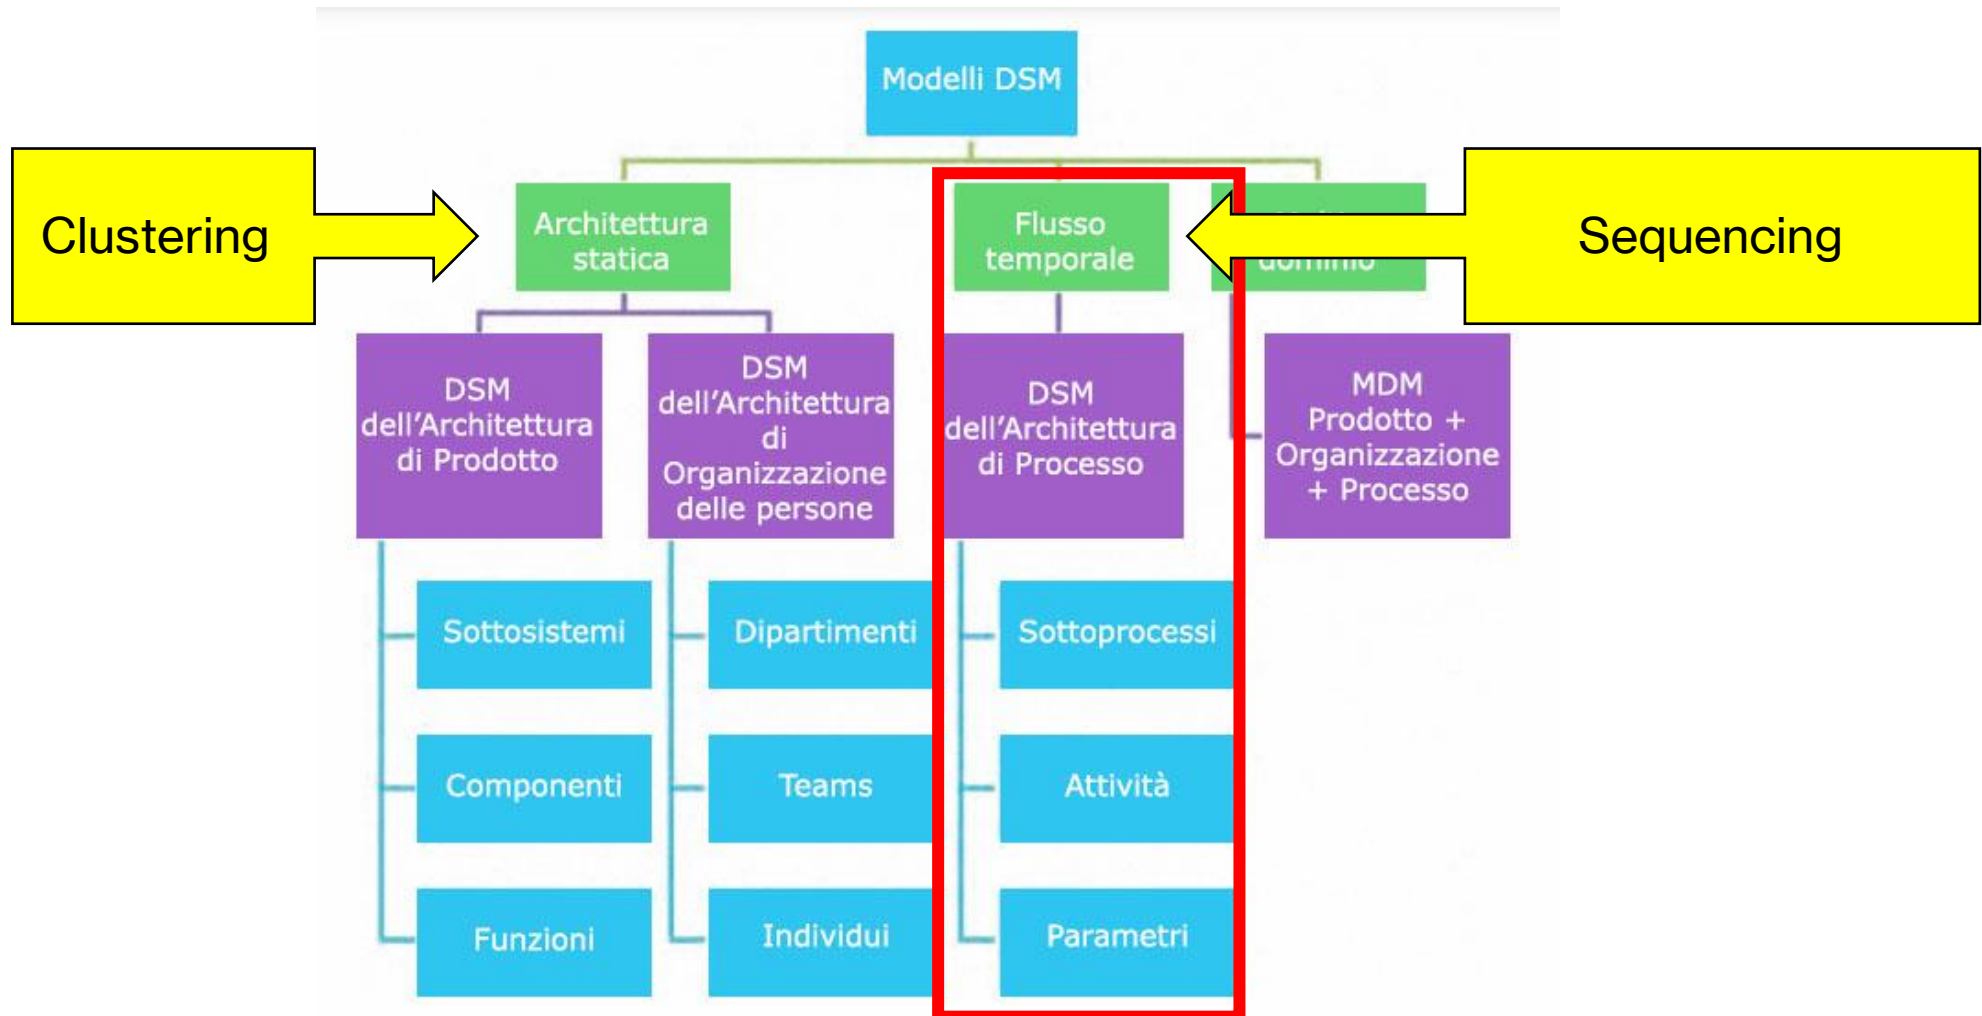 Modelli DSM
Clustering
Architettura
statica
Flusso
temporale
dominio
Sequencing
DSM
dell'Architettura
di Prodotto
DSM
dell'Architettura
di
Organizzazione
delle persone
DSM
dell'Architettura
di Processo
MDM
Prodotto +
Organizzazione
+ Processo
Sottosistemi
Dipartimenti
Sottoprocessi
Componenti
Teams
Attività
Funzioni
Individui
Parametri